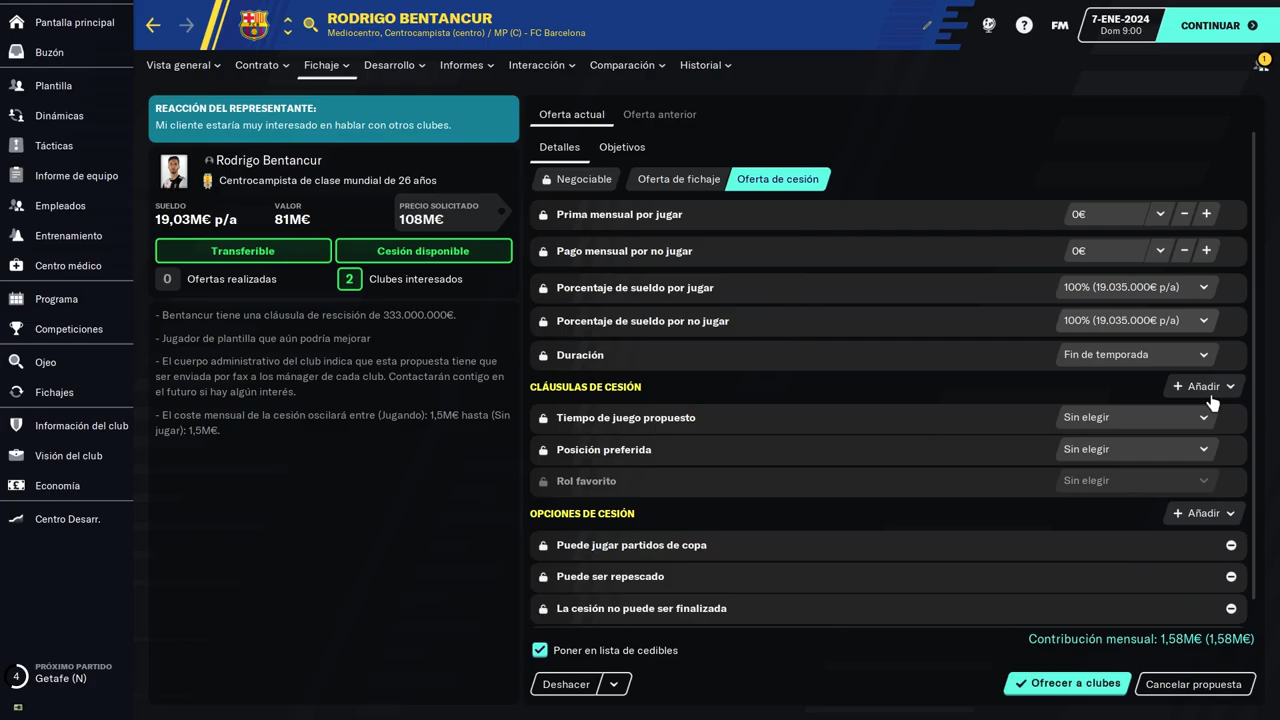 Pantalla principal
Buzón
Plantilla
Dinámicas
Tácticas
Informe de equipo
Empleados
Entrenamiento
Centro médico
Programa
Competiciones
Ojeo
Fichajes
Información del club
Visión del club
Economía
Centro Desarr.
4
PRÓXIMO PARTIDO
Getafe (N)
RODRIGO BENTANCUR
Mediocentro, Centrocampista (centro) / MP (C) - FC Barcelona
FM
7-ENE-2024
Dom 9:00
CONTINUAR
1
Vista general
Contrato
Fichaje
Desarrollo
Informes
Interacción
Comparación
Historial
REACCIÓN DEL REPRESENTANTE:
Mi cliente estaría muy interesado en hablar con otros clubes.
Rodrigo Bentancur
Centrocampista de clase mundial de 26 años
SUELDO VALOR PRECIO SOLICITADO
19,03M€ p/a 81M€ 108M€
Transferible Cesión disponible
0 Ofertas realizadas 2 Clubes interesados
- Bentancur tiene una cláusula de rescisión de 333.000.000€.
- Jugador de plantilla que aún podría mejorar
- El cuerpo administrativo del club indica que esta propuesta tiene que
ser enviada por fax a los mánager de cada club. Contactarán contigo en
el futuro si hay algún interés.
- El coste mensual de la cesión oscilará entre (Jugando): 1,5M€ hasta (Sin
jugar): 1,5M€.
Oferta actual Oferta anterior
Detalles Objetivos
Negociable Oferta de fichaje Oferta de cesión
Prima mensual por jugar 0€
Pago mensual por no jugar 0€
Porcentaje de sueldo por jugar 100% (19.035.000€ p/a)
Porcentaje de sueldo por no jugar 100% (19.035.000€ p/a)
Duración Fin de temporada
CLÁUSULAS DE CESIÓN + Añadir
Tiempo de juego propuesto Sin elegir
Posición preferida Sin elegir
Rol favorito Sin elegir
OPCIONES DE CESIÓN + Añadir
Puede jugar partidos de copa
Puede ser repescado
La cesión no puede ser finalizada
Contribución mensual: 1,58M€ (1,58M€)
Poner en lista de cedibles
Deshacer Ofrecer a clubes Cancelar propuesta